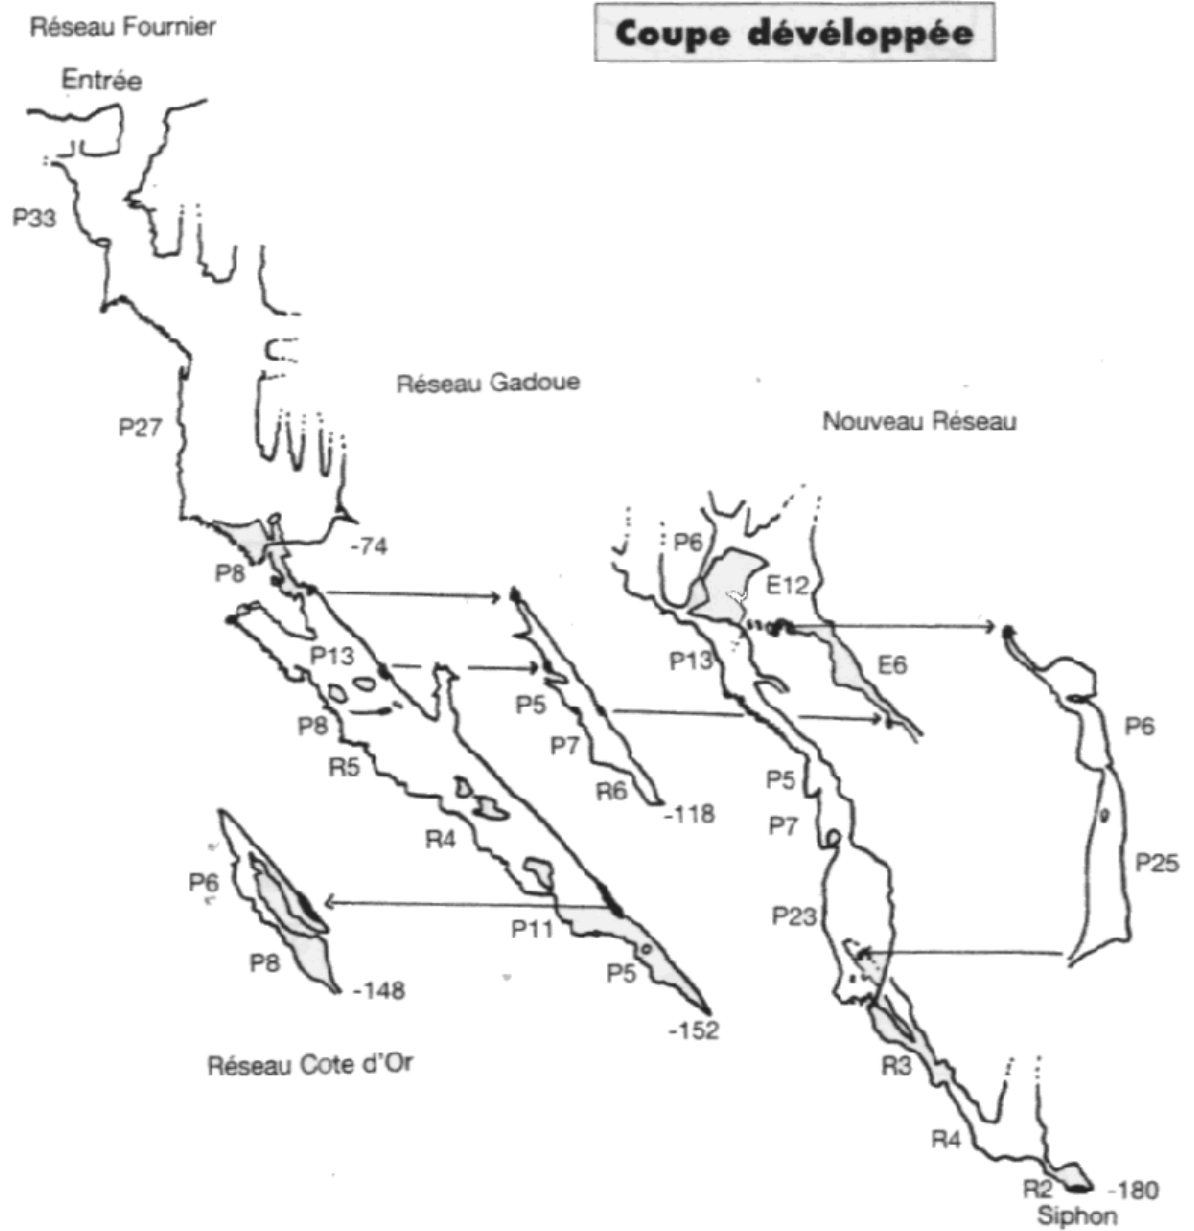 Coupe dévéloppée
Réseau Fournier
Entrée
P33
P27
-74
P8
Réseau Gadoue
Nouveau Réseau
P13
P8
R5
R4
P11
P5
-152
P5
P7
R6
-118
P6
E12
P13
E6
P5
P7
P23
P6
P25
R3
R4
R2
-180
Siphon
P6
P8
-148
Réseau Cote d'Or